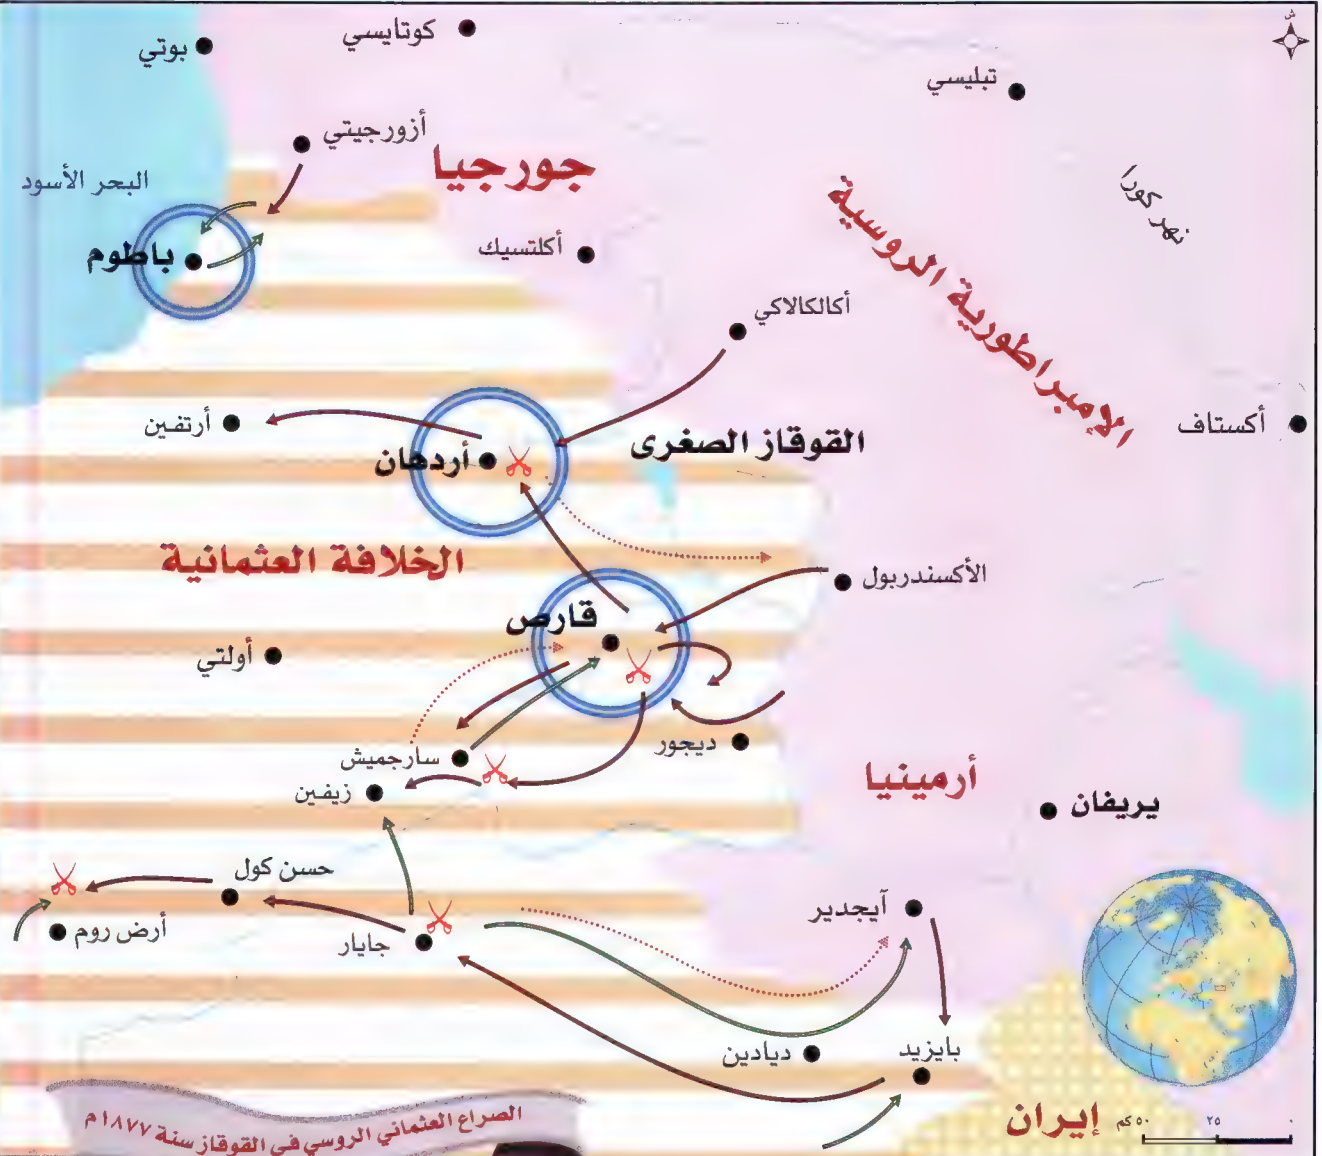 ش
كوتايسي
بوتي
تبليسي
أزورجيتي
جورجيا
البحر الأسود
نهر كورا
باطوم
أكلتسيك
الإمبراطورية الروسية
أكالكالاكي
أرتفين
القوقاز الصغرى
أكستاف
أردهان
الخلافة العثمانية
الأكسندربول
قارص
أولتي
ديجور
سارجميش
أرمينيا
زيفين
يريفان
حسن كول
آيجدير
أرض روم
جايار
بايزيد
ديادين
إيران
٠ ٢٥ ٥٠ كم
الصراع العثماني الروسي في القوقاز سنة ١٨٧٧م